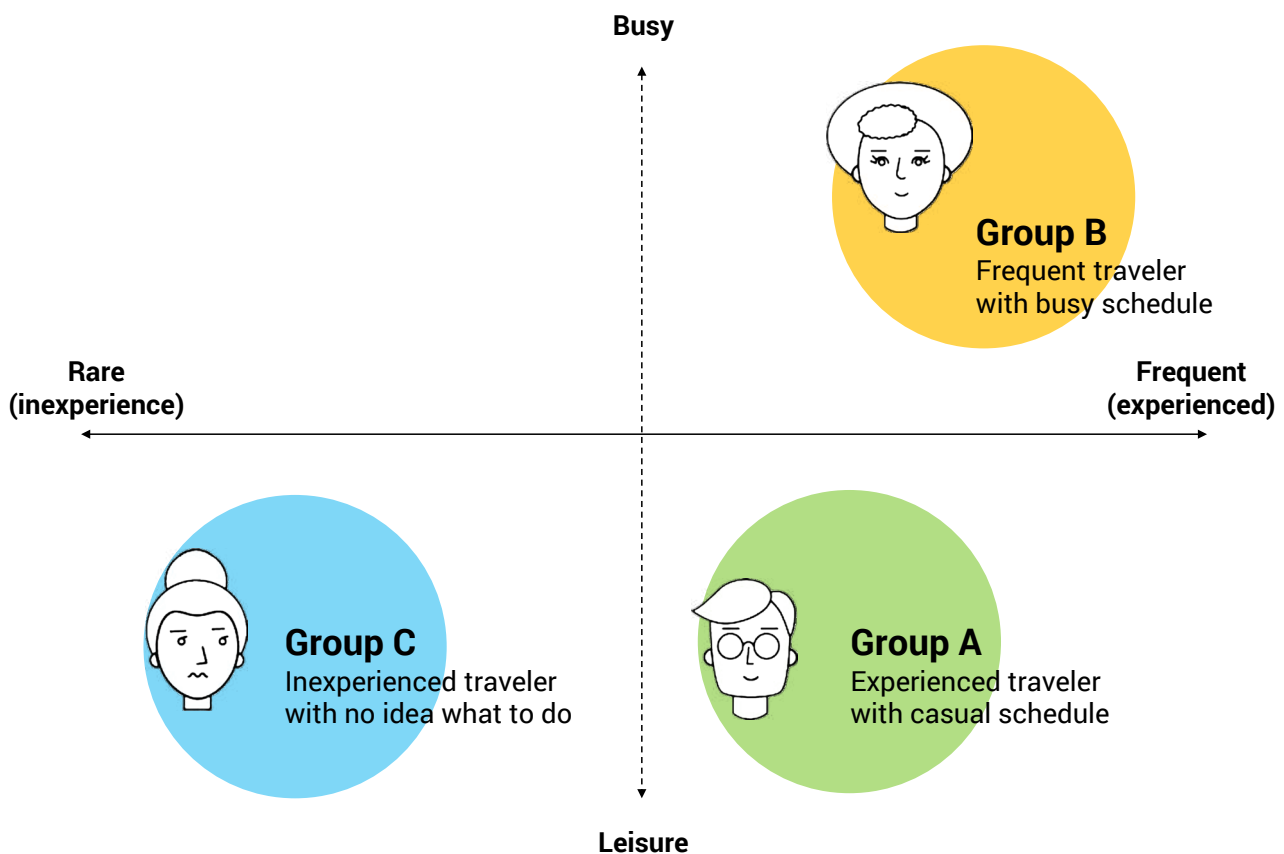 Busy
Group B
Frequent traveler
with busy schedule
Rare
(inexperience)
Frequent
(experienced)
Group C
Inexperienced traveler
with no idea what to do
Group A
Experienced traveler
with casual schedule
Leisure